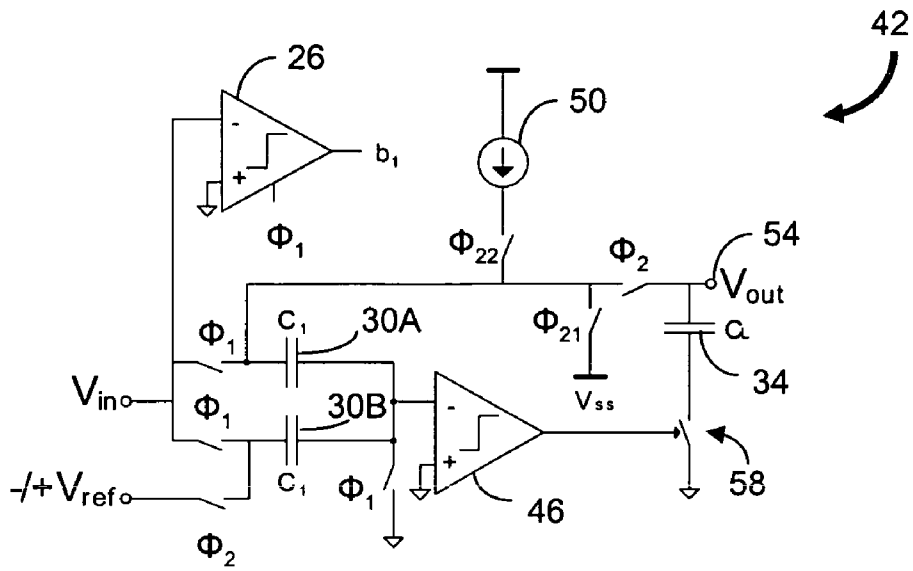 42
26
50
-
+
b₁
Φ₁
Φ₂₂
Φ₂
54
Vout
Φ₂₁
Vss
CL
34
Φ₁
C₁
30A
Vin
Φ₁
30B
C₁
Φ₁
-
+
46
58
-/+Vref
Φ₂